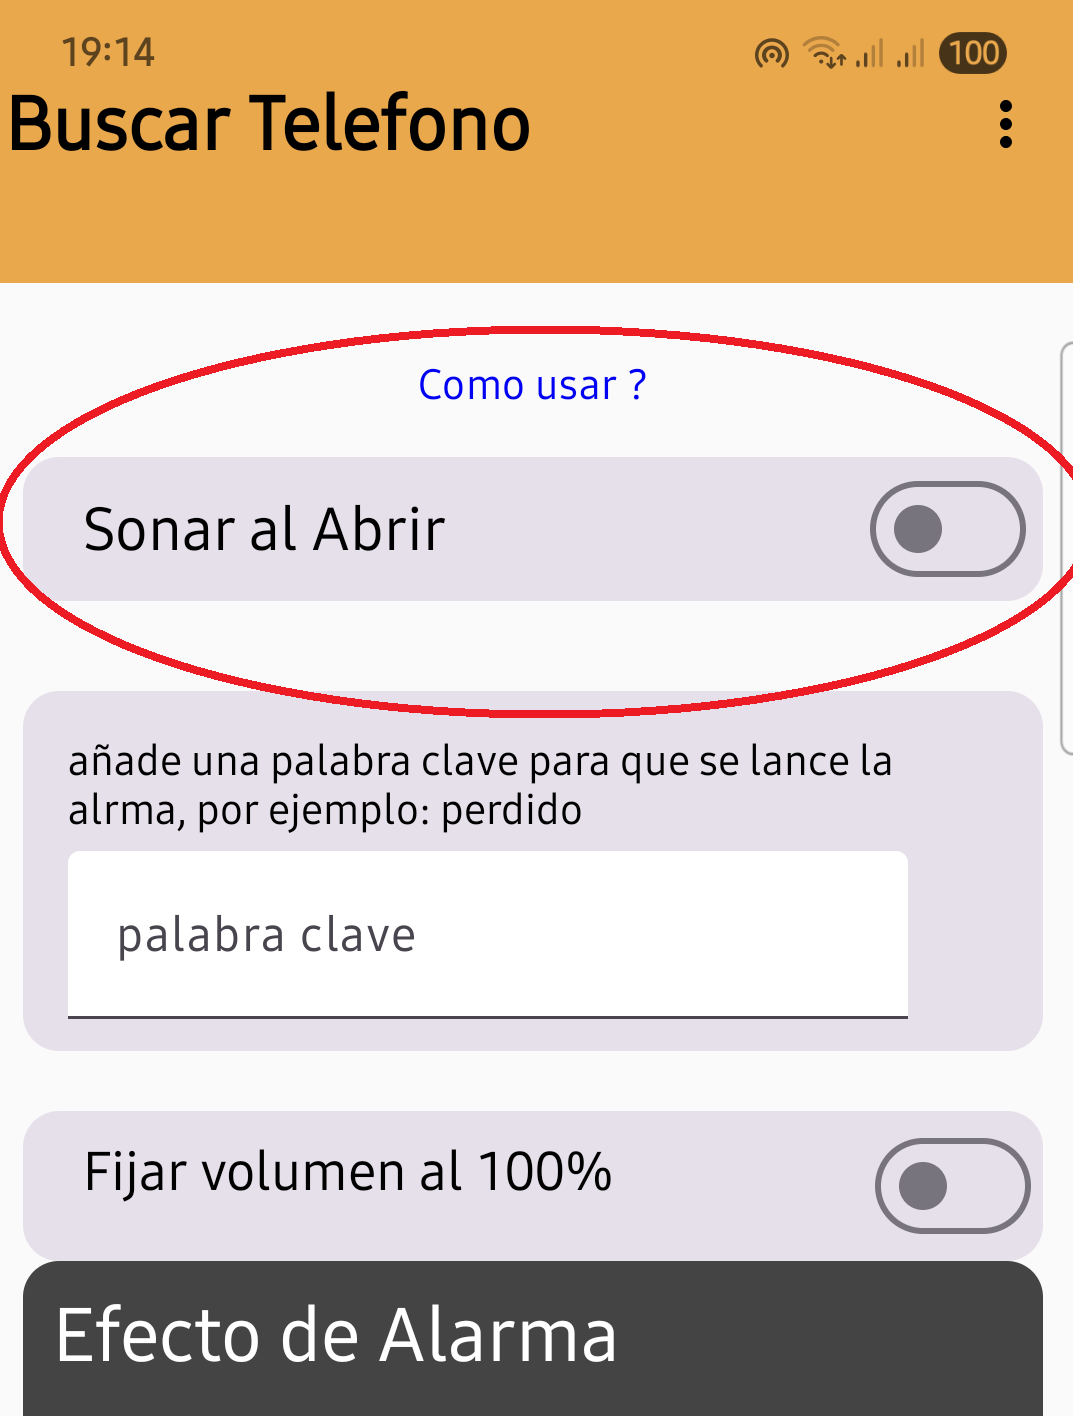 19:14
100
Buscar Telefono
Como usar ?
Sonar al Abrir
añade una palabra clave para que se lance la
alrma, por ejemplo: perdido
palabra clave
Fijar volumen al 100%
Efecto de Alarma